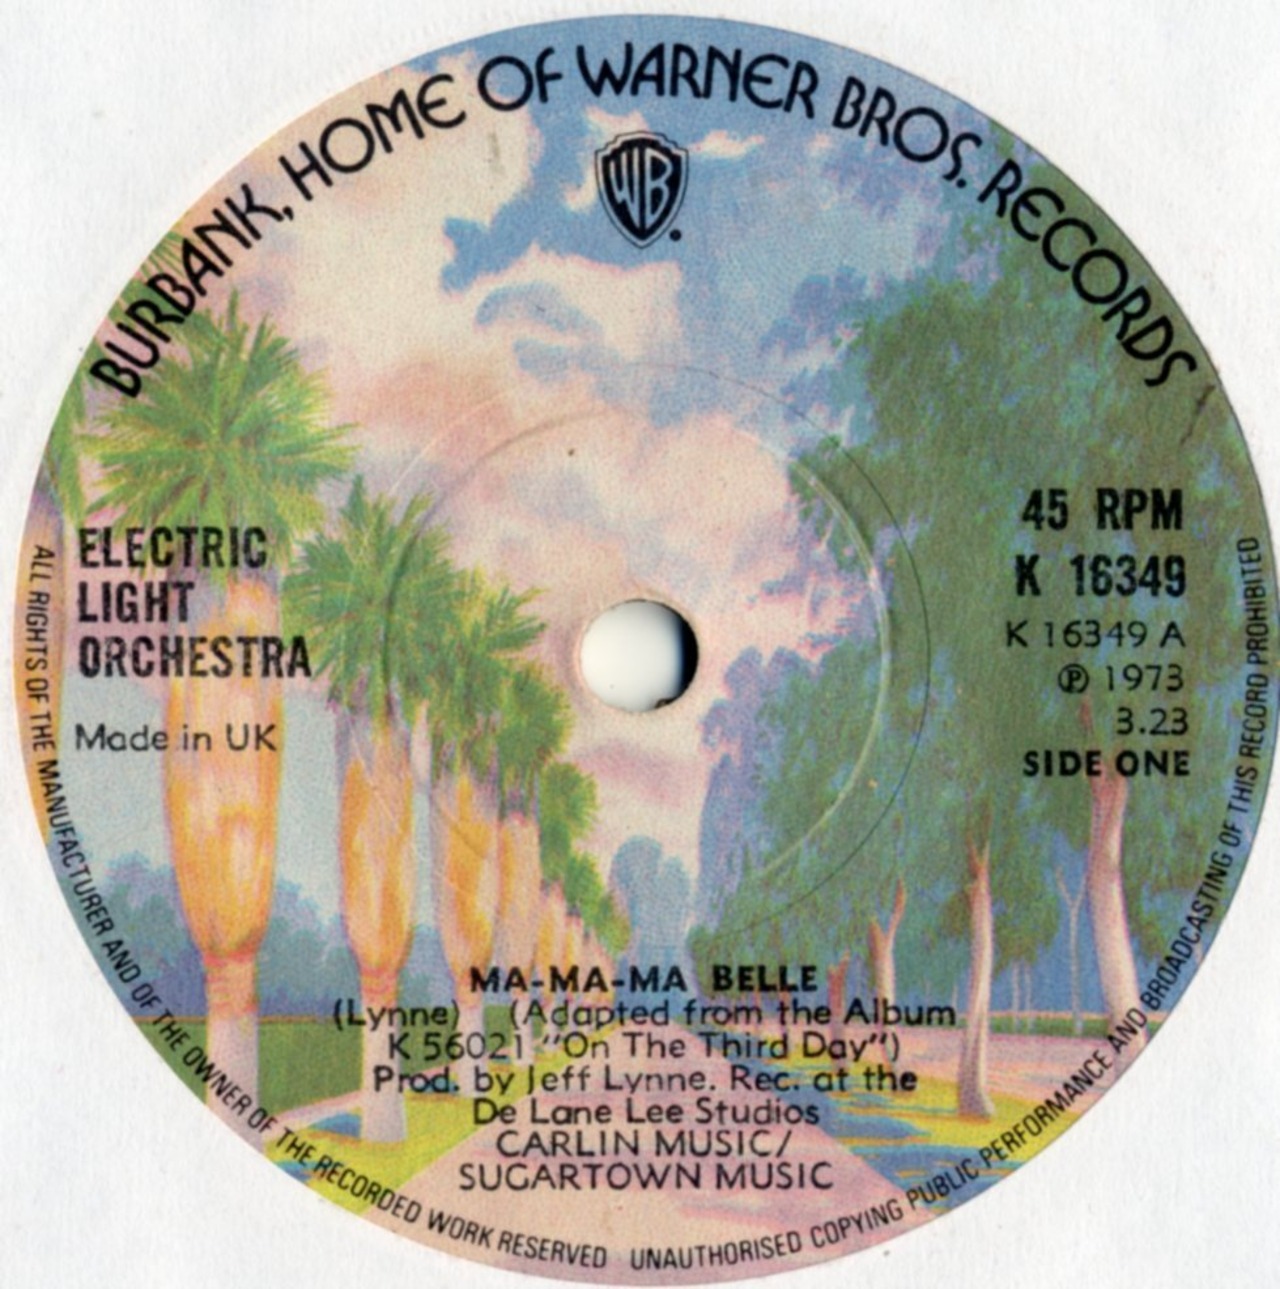 BURBANK, HOME OF WARNER BROS. RECORDS
WB
ELECTRIC
LIGHT
ORCHESTRA
Made in UK
45 RPM
K 16349
K 16349 A
Ⓟ 1973
3.23
SIDE ONE
MA-MA-MA BELLE
(Lynne) (Adapted from the Album
K 56021 "On The Third Day")
Prod. by Jeff Lynne. Rec. at the
De Lane Lee Studios
CARLIN MUSIC/
SUGARTOWN MUSIC
ALL RIGHTS OF THE MANUFACTURER AND OF THE OWNER OF THE RECORDED WORK RESERVED UNAUTHORISED COPYING PUBLIC PERFORMANCE AND BROADCASTING OF THIS RECORD PROHIBITED